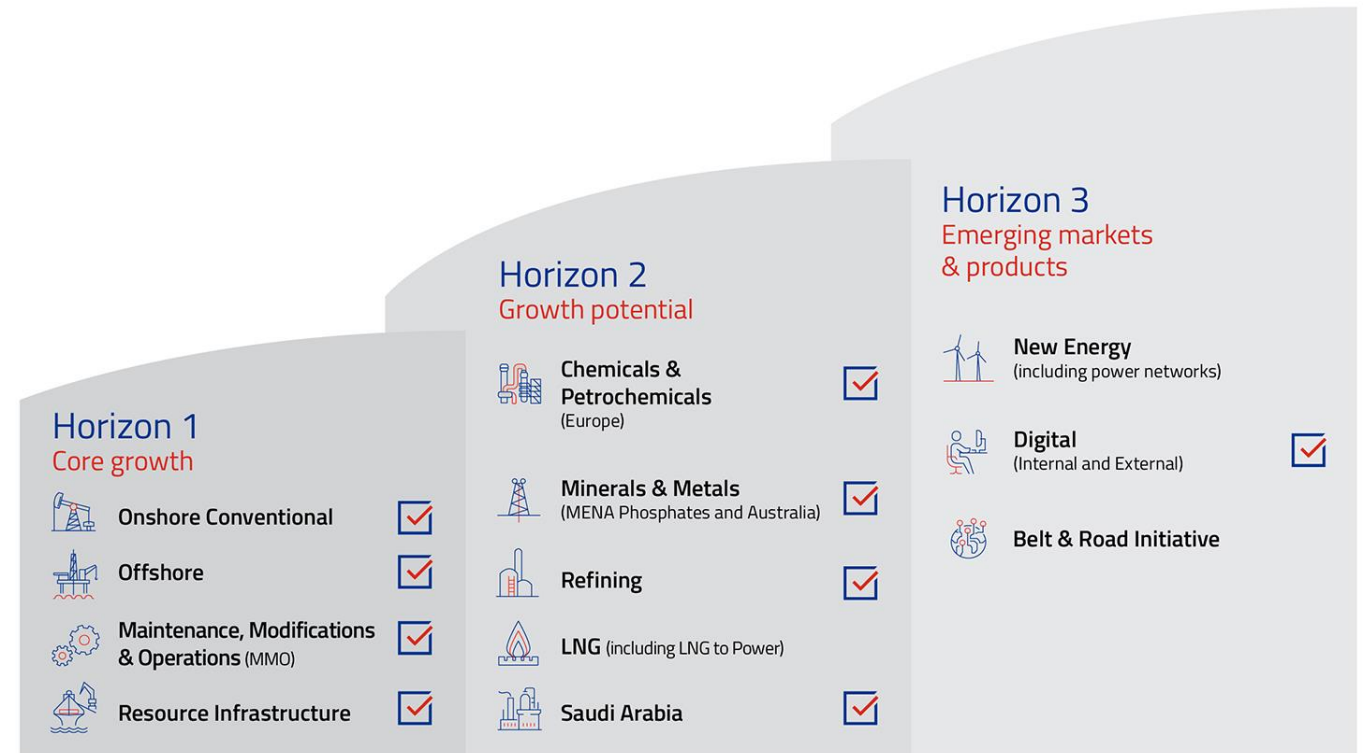 Horizon 1
Core growth
Onshore Conventional
Offshore
Maintenance, Modifications
& Operations (MMO)
Resource Infrastructure
Horizon 2
Growth potential
Chemicals &
Petrochemicals
(Europe)
Minerals & Metals
(MENA Phosphates and Australia)
Refining
LNG (including LNG to Power)
Saudi Arabia
Horizon 3
Emerging markets
& products
New Energy
(including power networks)
Digital
(Internal and External)
Belt & Road Initiative